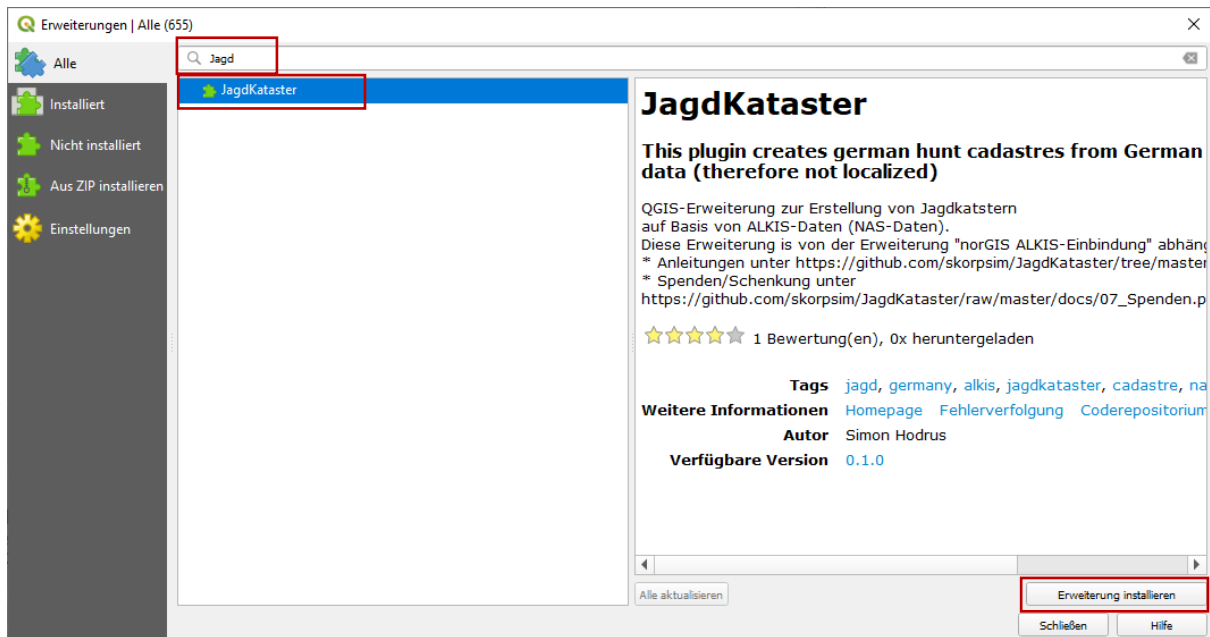 Erweiterungen | Alle (655)
Alle
Installiert
Nicht installiert
Aus ZIP installieren
Einstellungen
Jagd
JagdKataster
JagdKataster
This plugin creates german hunt cadastres from German
data (therefore not localized)
QGIS-Erweiterung zur Erstellung von Jagdkatstern
auf Basis von ALKIS-Daten (NAS-Daten).
Diese Erweiterung is von der Erweiterung "norGIS ALKIS-Einbindung" abhäng
* Anleitungen unter https://github.com/skorpsim/JagdKataster/tree/master
* Spenden/Schenkung unter
https://github.com/skorpsim/JagdKataster/raw/master/docs/07_Spenden.p
1 Bewertung(en), 0x heruntergeladen
Tags jagd, germany, alkis, jagdkataster, cadastre, na
Weitere Informationen Homepage Fehlerverfolgung Coderepositorium
Autor Simon Hodrus
Verfügbare Version 0.1.0
Alle aktualisieren
Erweiterung installieren
Schließen
Hilfe